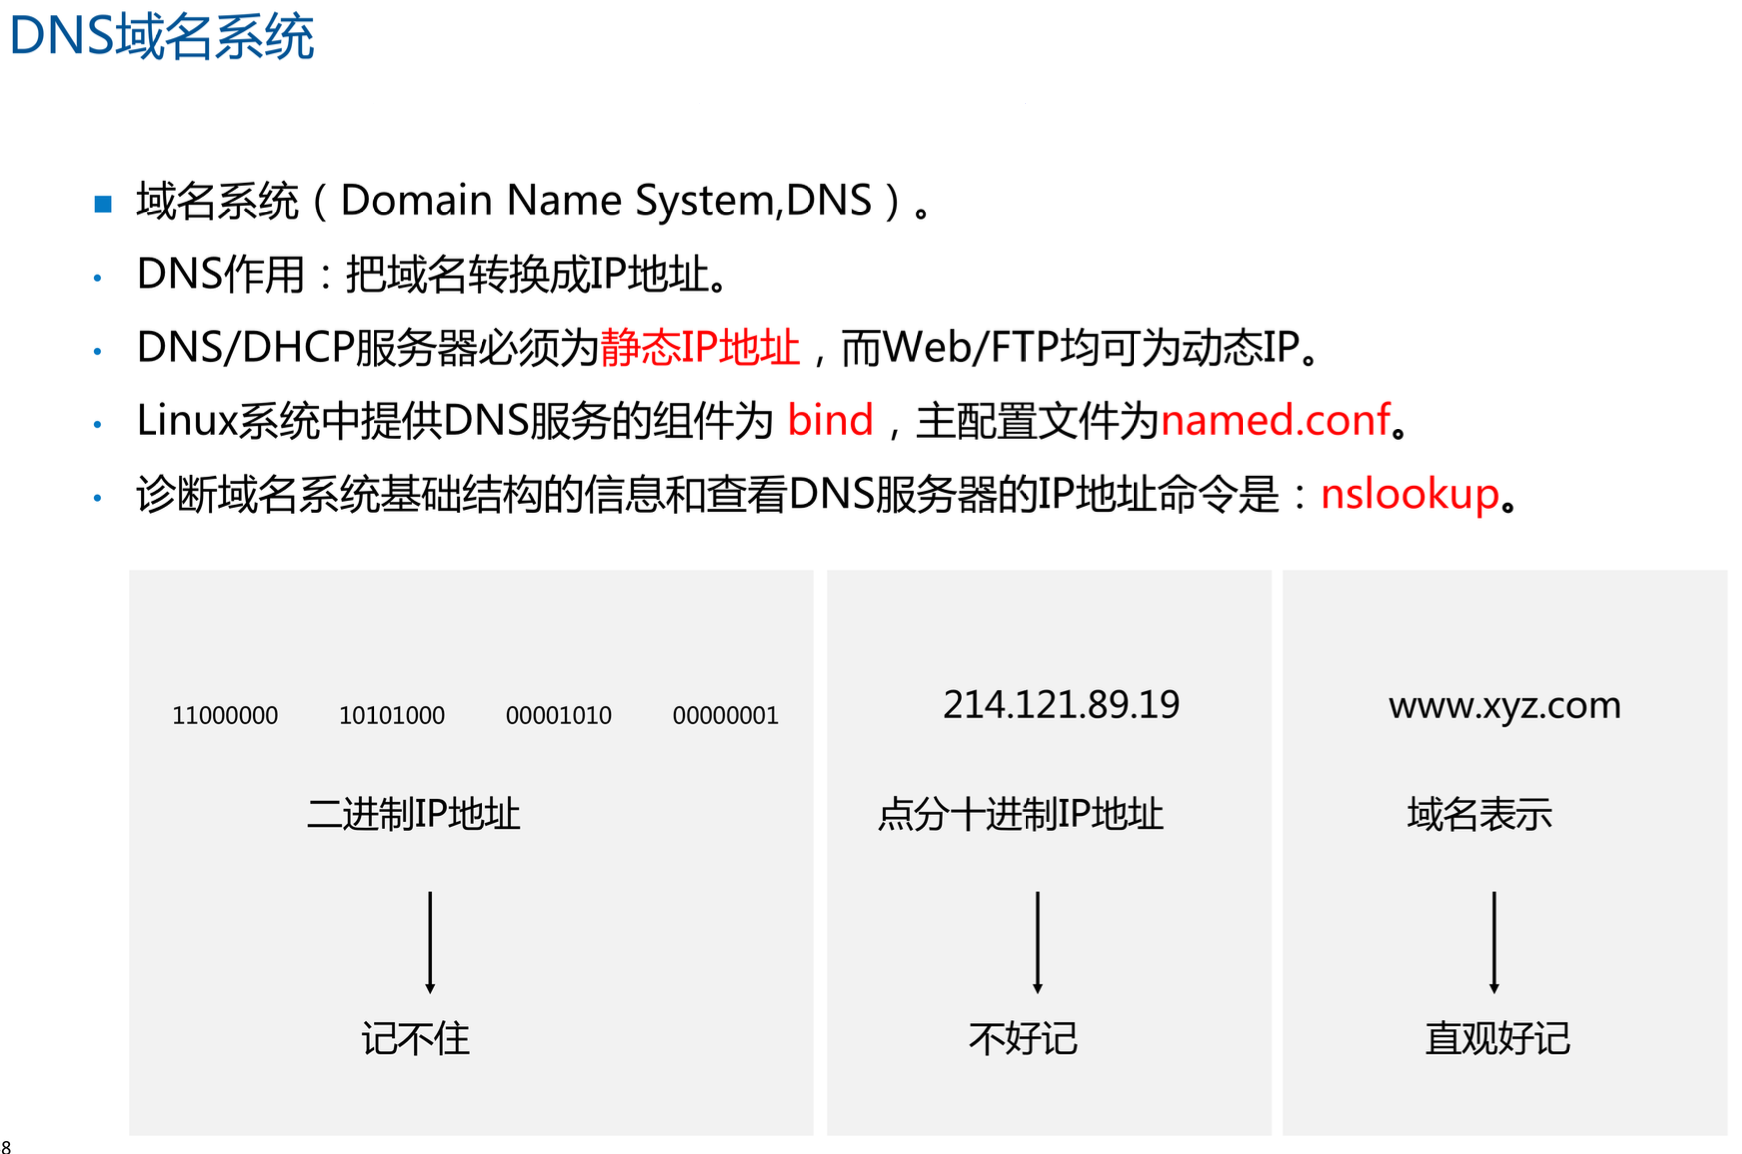 DNS域名系统
域名系统（Domain Name System,DNS）。
DNS作用：把域名转换成IP地址。
DNS/DHCP服务器必须为静态IP地址，而Web/FTP均可为动态IP。
Linux系统中提供DNS服务的组件为 bind，主配置文件为named.conf。
诊断域名系统基础结构的信息和查看DNS服务器的IP地址命令是：nslookup。
11000000 10101000 00001010 00000001
二进制IP地址
记不住
214.121.89.19
点分十进制IP地址
不好记
www.xyz.com
域名表示
直观好记
8